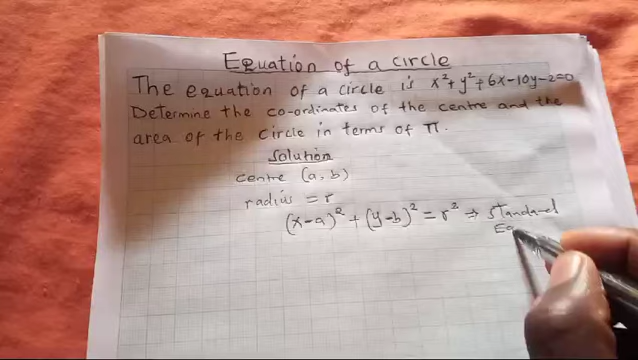 Equation of a circle
The equation of a circle is x²+y²+6x-10y-2=0
Determine the co-ordinates of the centre and the
area of the circle in terms of π.
Solution
centre (a, b)
radius = r
(x-a)² + (y-b)² = r² ⇒ standard
Eq